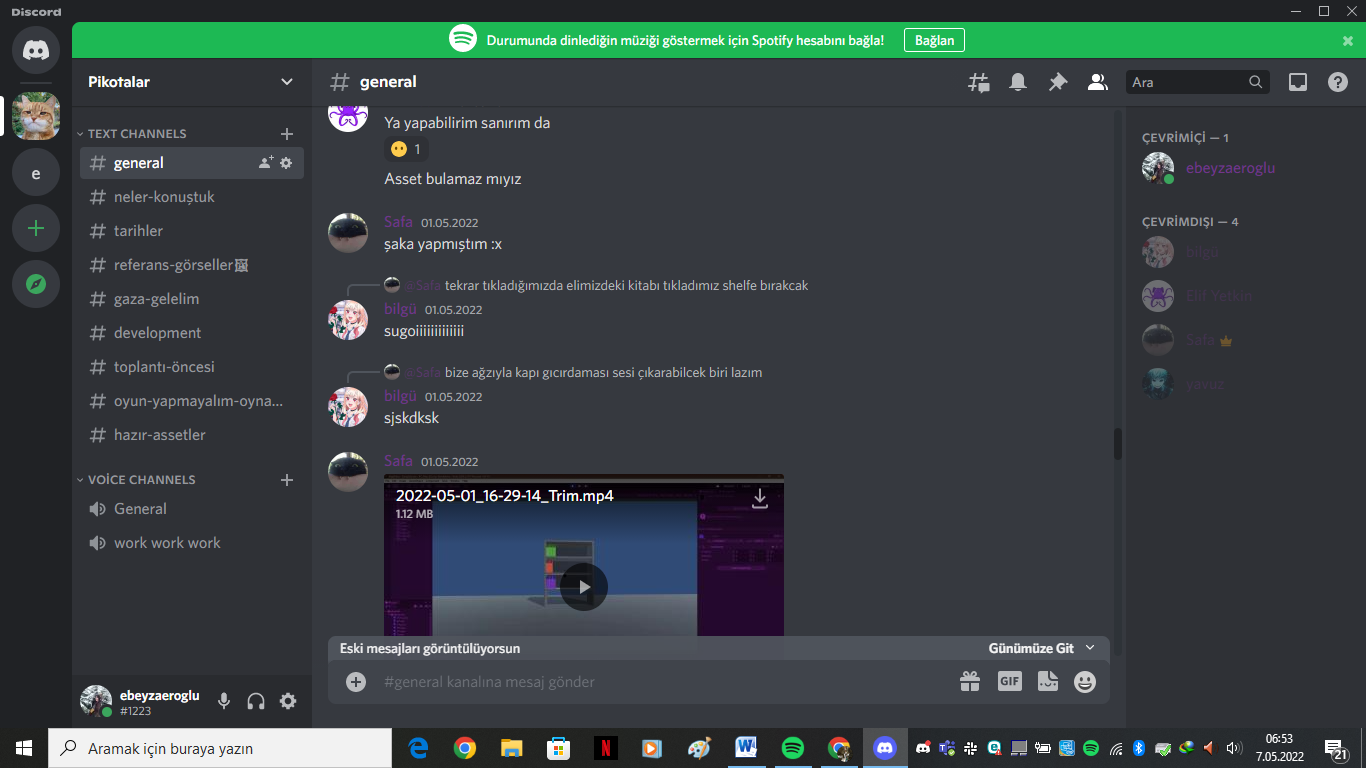 Discord
Durumunda dinlediğin müziği göstermek için Spotify hesabını bağla!
Bağlan
Pikotalar
general
Ara
TEXT CHANNELS
general
neler-konuştuk
tarihler
referans-görseller
gaza-gelelim
development
toplantı-öncesi
oyun-yapmayalım-oyna...
hazır-assetler
VOİCE CHANNELS
General
work work work
ebeyzaeroglu
#1223
e
Ya yapabilirim sanırım da
1
Asset bulamaz mıyız
Safa 01.05.2022
şaka yapmıştım :x
@Safa tekrar tıkladığımızda elimizdeki kitabı tıkladımız shelfe bırakcak
bilgü 01.05.2022
sugoiiiiiiiiiiiii
@Safa bize ağzıyla kapı gıcırdaması sesi çıkarabilcek biri lazım
bilgü 01.05.2022
sjskdksk
Safa 01.05.2022
2022-05-01_16-29-14_Trim.mp4
1.12 MB
Eski mesajları görüntülüyorsun
Günümüze Git
#general kanalına mesaj gönder
GIF
ÇEVRİMİÇİ — 1
ebeyzaeroglu
ÇEVRİMDIŞI — 4
bilgü
Elif Yetkin
Safa
yavuz
Aramak için buraya yazın
06:53
7.05.2022
21